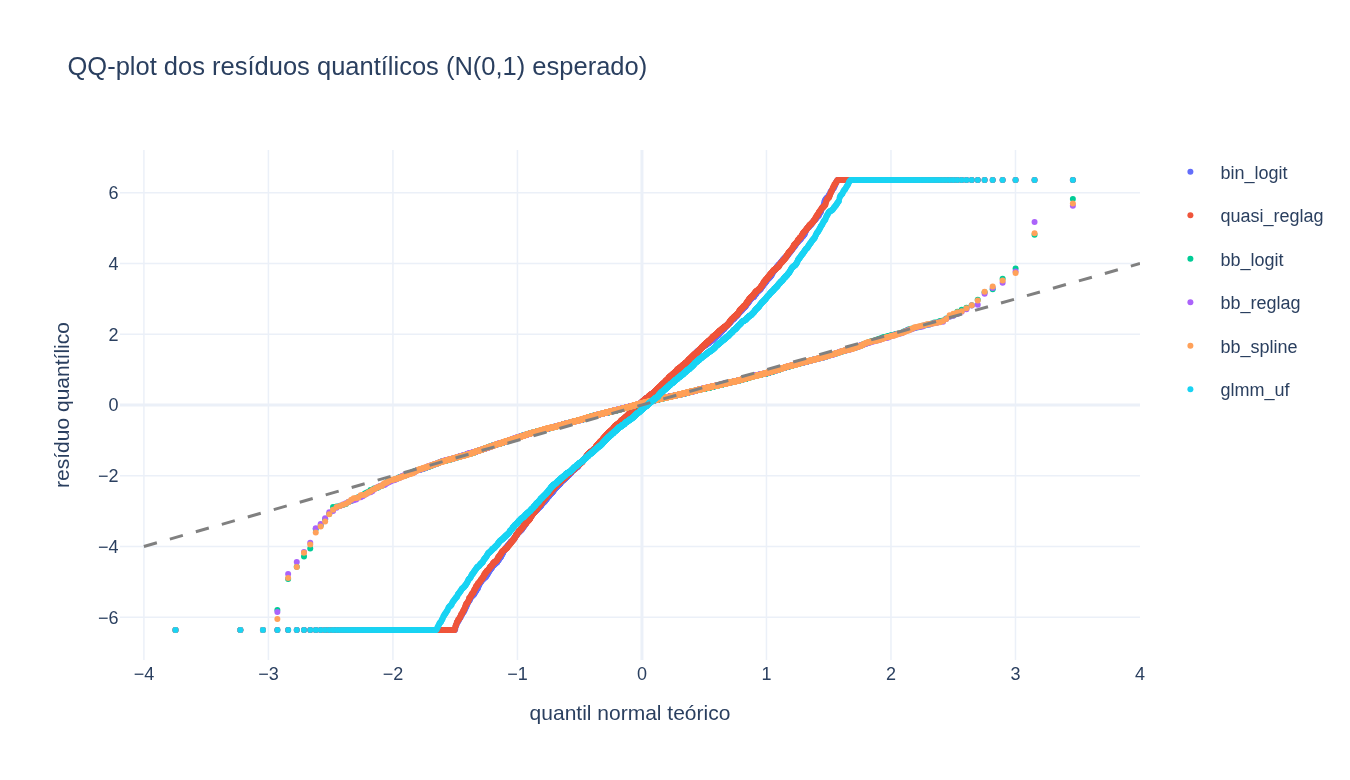 QQ-plot dos resíduos quantílicos (N(0,1) esperado)
bin_logit
quasi_reglag
bb_logit
bb_reglag
bb_spline
glmm_uf
resíduo quantílico
6
4
2
0
−2
−4
−6
−4 −3 −2 −1 0 1 2 3 4
quantil normal teórico